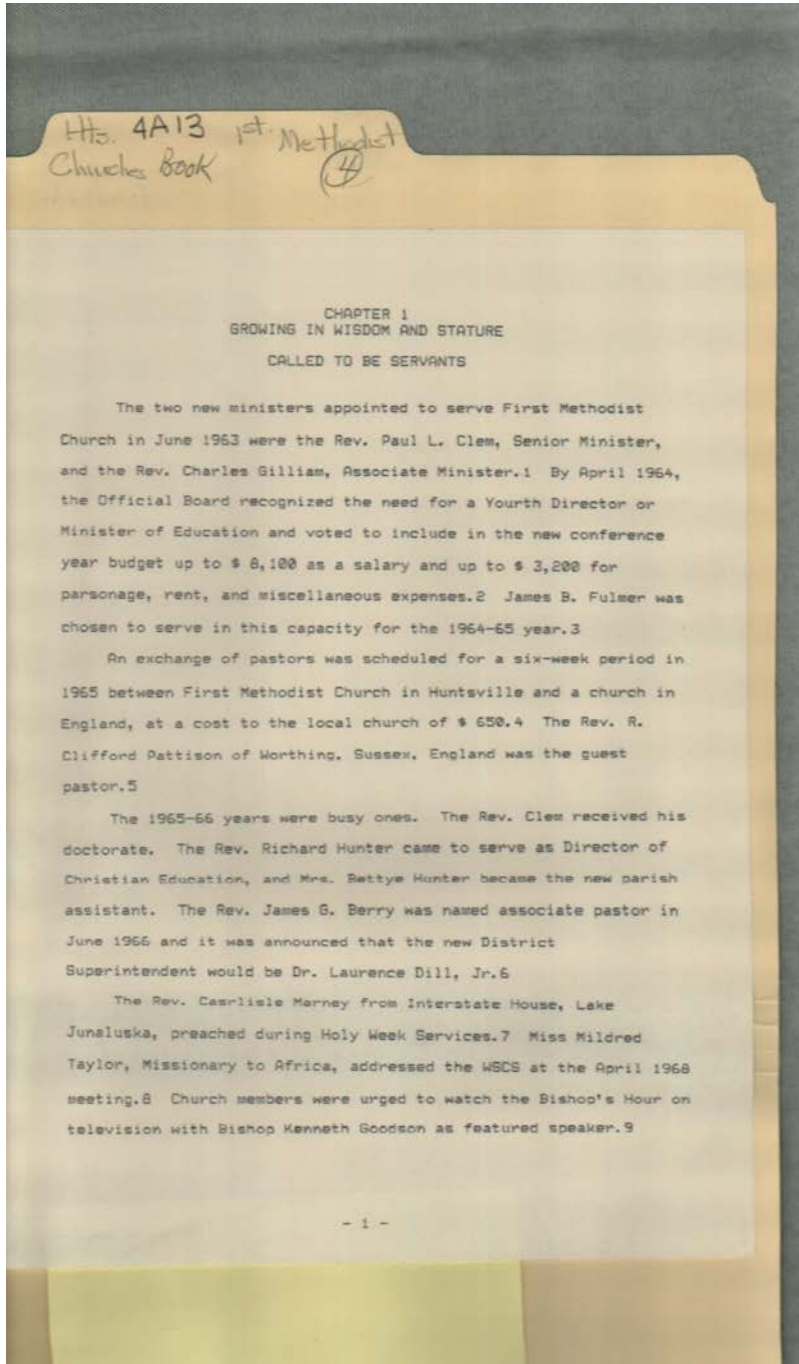 Hts. 4A13 1st. Methodist
Churches Book 4
CHAPTER 1
GROWING IN WISDOM AND STATURE
CALLED TO BE SERVANTS
The two new ministers appointed to serve First Methodist
Church in June 1963 were the Rev. Paul L. Clem, Senior Minister,
and the Rev. Charles Gilliam, Associate Minister.1 By April 1964,
the Official Board recognized the need for a Yourth Director or
Minister of Education and voted to include in the new conference
year budget up to $ 8,100 as a salary and up to $ 3,200 for
parsonage, rent, and miscellaneous expenses.2 James B. Fulmer was
chosen to serve in this capacity for the 1964-65 year.3
An exchange of pastors was scheduled for a six-week period in
1965 between First Methodist Church in Huntsville and a church in
England, at a cost to the local church of $ 650.4 The Rev. R.
Clifford Pattison of Worthing, Sussex, England was the guest
pastor.5
The 1965-66 years were busy ones. The Rev. Clem received his
doctorate. The Rev. Richard Hunter came to serve as Director of
Christian Education, and Mrs. Bettye Hunter became the new parish
assistant. The Rev. James G. Berry was named associate pastor in
June 1966 and it was announced that the new District
Superintendent would be Dr. Laurence Dill, Jr.6
The Rev. Casrlisle Marney from Interstate House, Lake
Junaluska, preached during Holy Week Services.7 Miss Mildred
Taylor, Missionary to Africa, addressed the WSCS at the April 1968
meeting.8 Church members were urged to watch the Bishop's Hour on
television with Bishop Kenneth Goodson as featured speaker.9
- 1 -